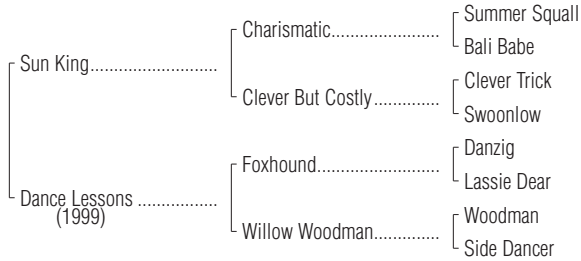 Summer Squall
Charismatic........................
Bali Babe
Sun King............................
Clever Trick
Clever But Costly..............
Swoonlow
Danzig
Foxhound...........................
Lassie Dear
Dance Lessons .................
(1999)
Woodman
Willow Woodman..............
Side Dancer